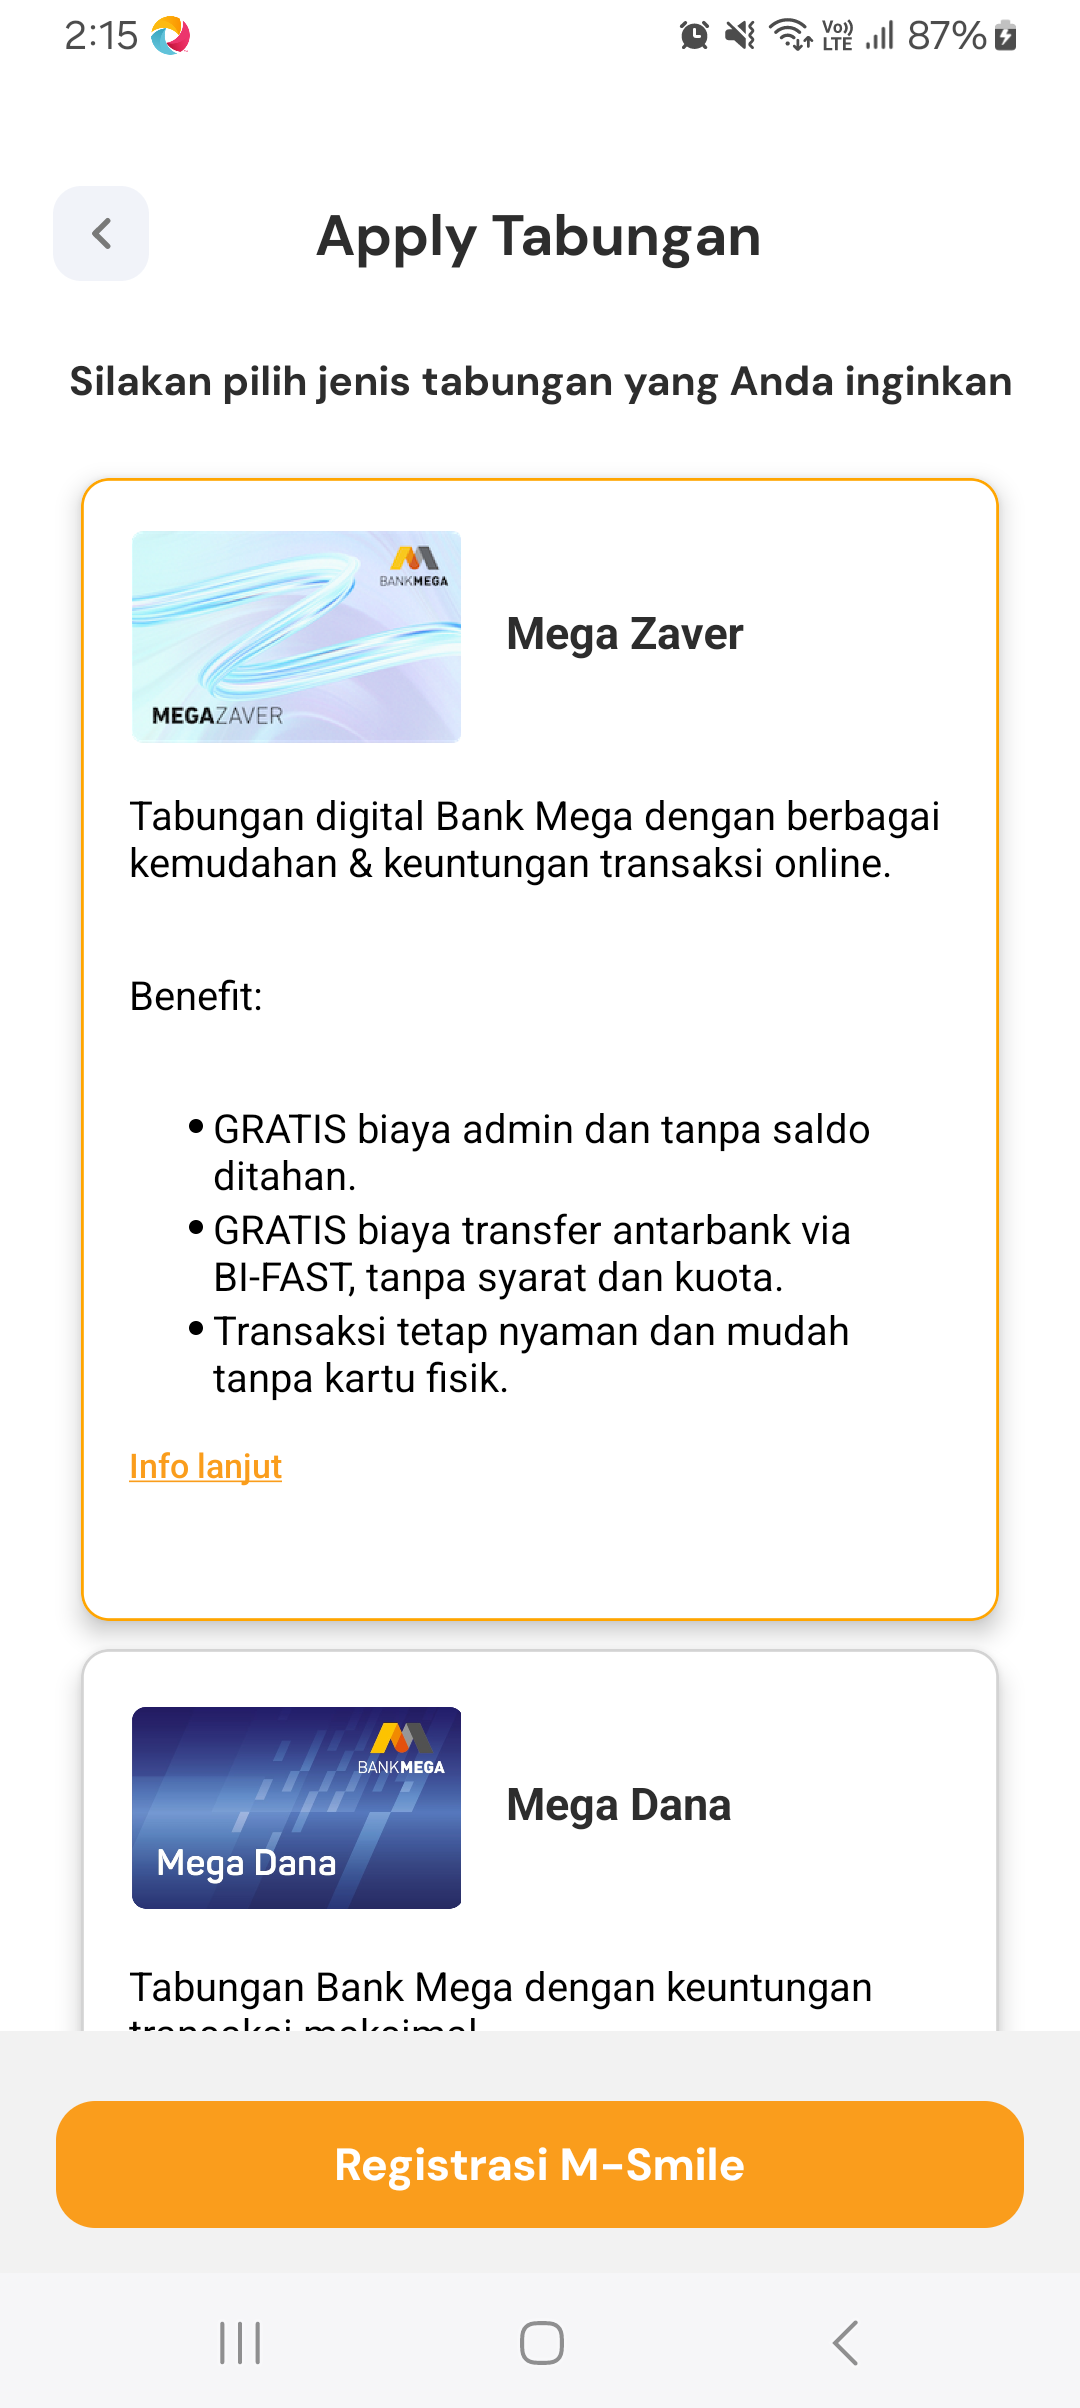 2:15
Vo)) LTE 87%
Apply Tabungan
Silakan pilih jenis tabungan yang Anda inginkan
BANKMEGA
MEGAZAVER
Mega Zaver
Tabungan digital Bank Mega dengan berbagai
kemudahan & keuntungan transaksi online.
Benefit:
• GRATIS biaya admin dan tanpa saldo
ditahan.
• GRATIS biaya transfer antarbank via
BI-FAST, tanpa syarat dan kuota.
• Transaksi tetap nyaman dan mudah
tanpa kartu fisik.
Info lanjut
BANKMEGA
Mega Dana
Mega Dana
Tabungan Bank Mega dengan keuntungan
transaksi maksimal
Registrasi M-Smile